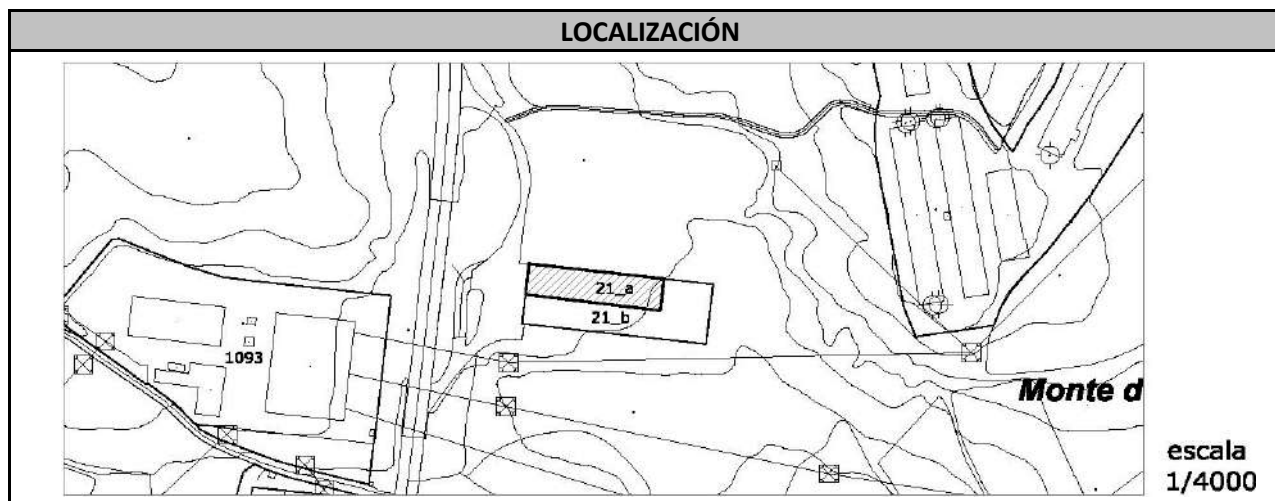 LOCALIZACIÓN
21_a
21_b
1093
Monte d
escala
1/4000